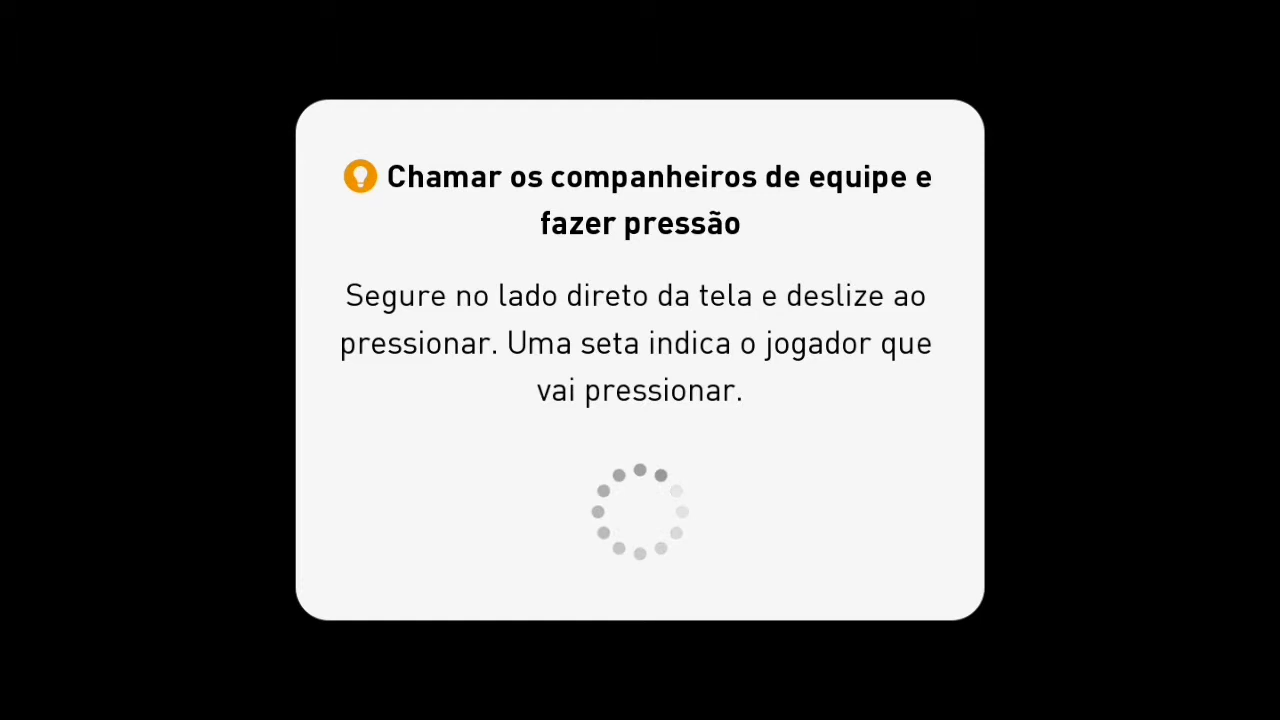 Chamar os companheiros de equipe e
fazer pressão
Segure no lado direto da tela e deslize ao
pressionar. Uma seta indica o jogador que
vai pressionar.